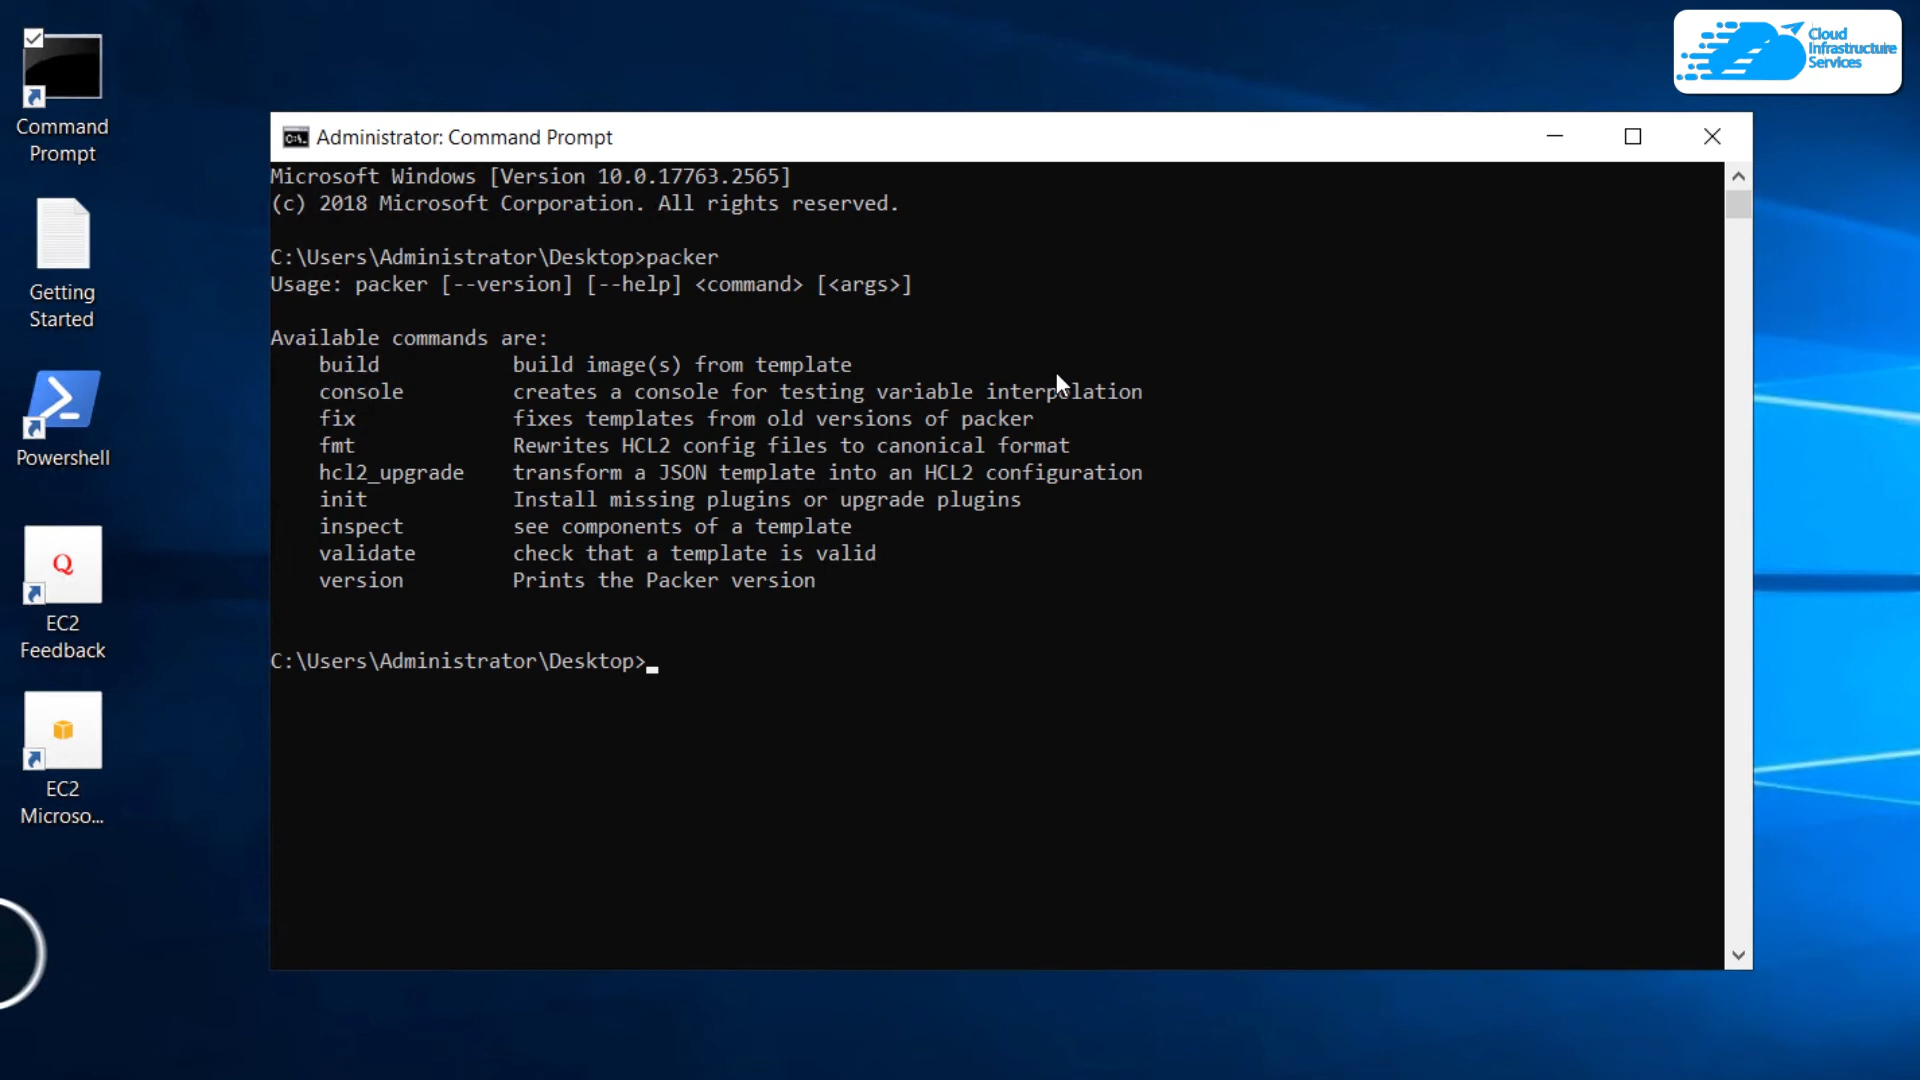 Cloud
Infrastructure
Services
Command
Prompt
Getting
Started
Powershell
Q
EC2
Feedback
EC2
Microso...
C:\.
Administrator: Command Prompt
Microsoft Windows [Version 10.0.17763.2565]
(c) 2018 Microsoft Corporation. All rights reserved.
C:\Users\Administrator\Desktop>packer
Usage: packer [--version] [--help] <command> [<args>]
Available commands are:
build build image(s) from template
console creates a console for testing variable interpolation
fix fixes templates from old versions of packer
fmt Rewrites HCL2 config files to canonical format
hcl2_upgrade transform a JSON template into an HCL2 configuration
init Install missing plugins or upgrade plugins
inspect see components of a template
validate check that a template is valid
version Prints the Packer version
C:\Users\Administrator\Desktop>